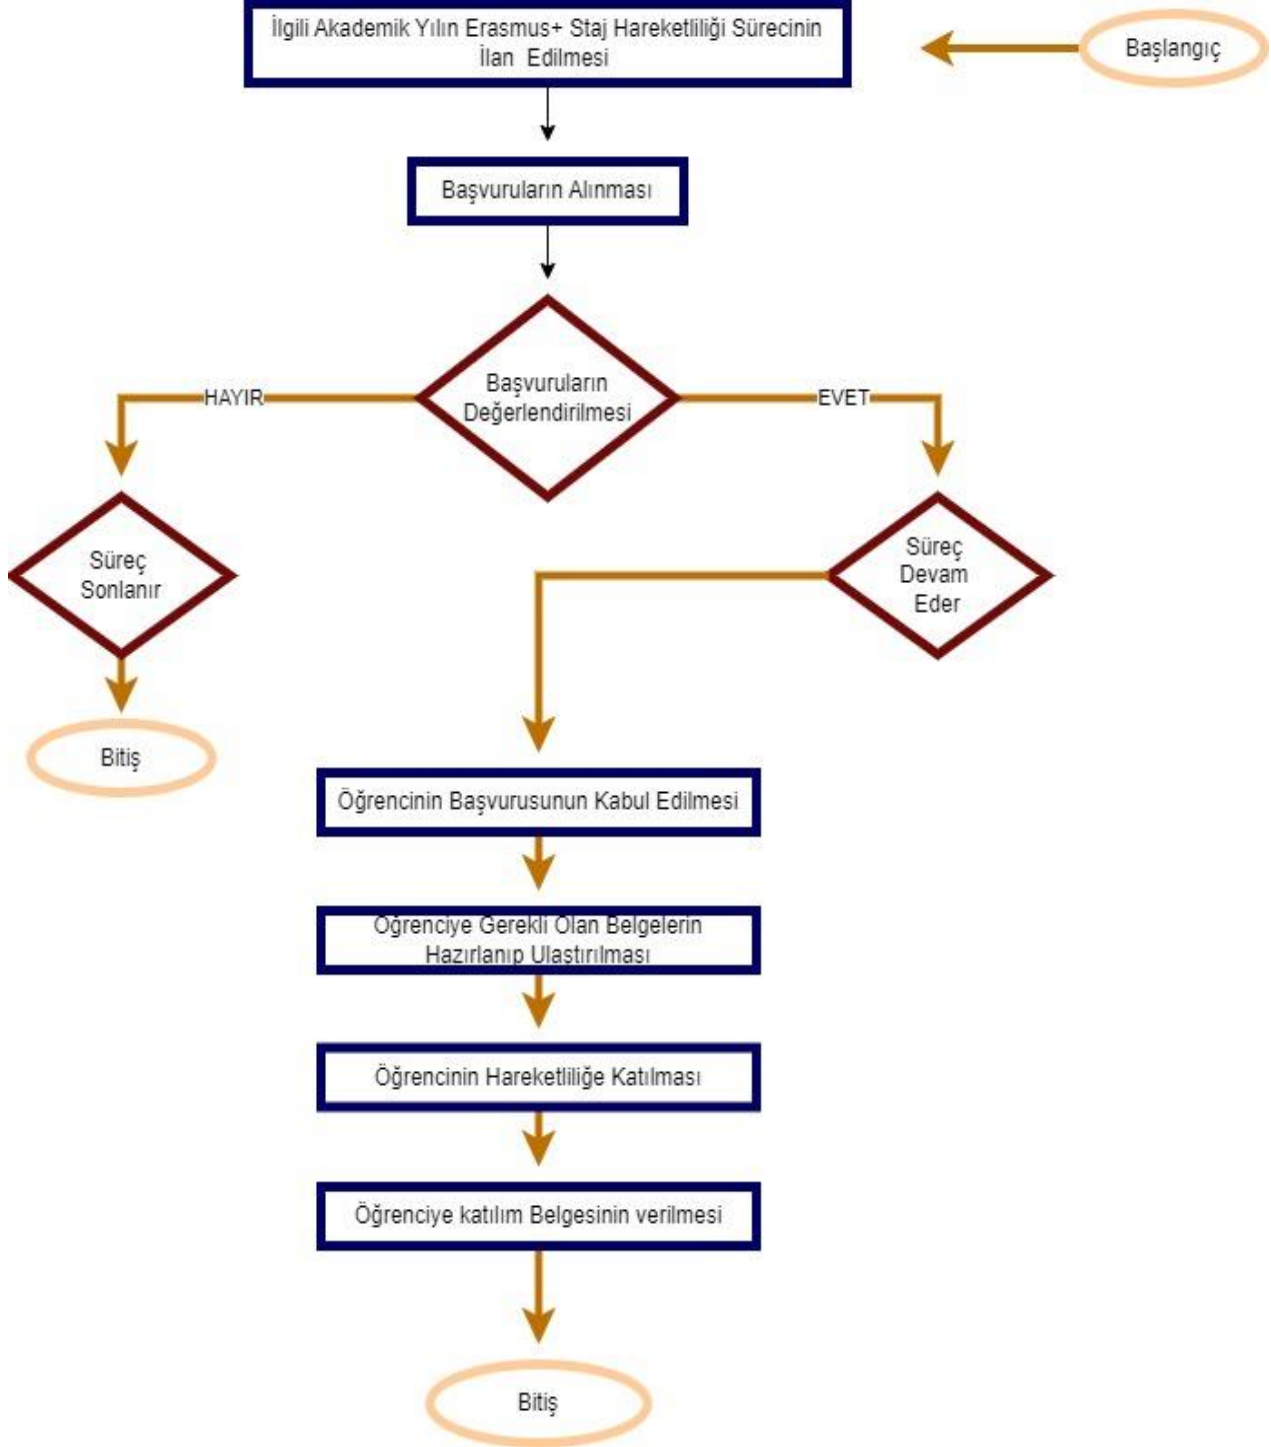 İlgili Akademik Yılın Erasmus+ Staj Hareketliliği Sürecinin
İlan Edilmesi
Başlangıç
Başvuruların Alınması
Başvuruların
Değerlendirilmesi
HAYIR
EVET
Süreç
Sonlanır
Süreç
Devam
Eder
Bitiş
Öğrencinin Başvurusunun Kabul Edilmesi
Öğrenciye Gerekli Olan Belgelerin
Hazırlanıp Ulaştırılması
Öğrencinin Hareketliliğe Katılması
Öğrenciye katılım Belgesinin verilmesi
Bitiş